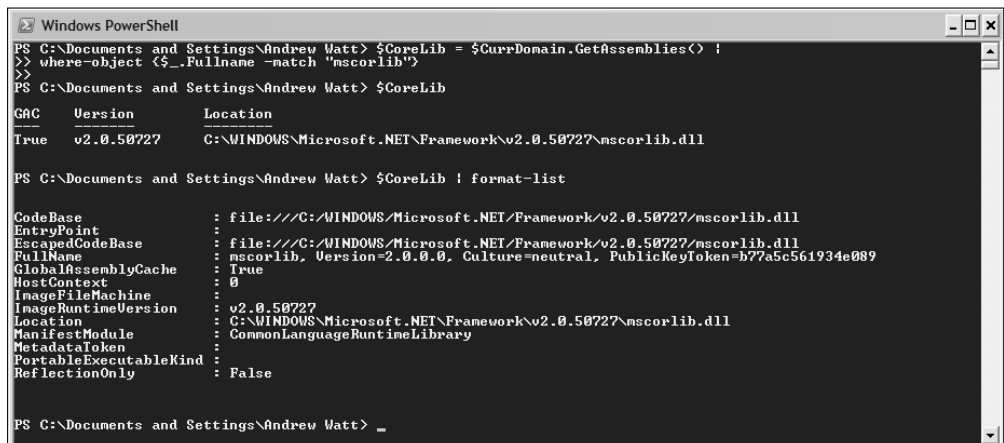 Windows PowerShell
PS C:\Documents and Settings\Andrew Watt> $CoreLib = $CurrDomain.GetAssemblies() |
>> where-object {$_.Fullname -match "mscorlib"}
>>
PS C:\Documents and Settings\Andrew Watt> $CoreLib
GAC Version Location
--- ------- --------
True v2.0.50727 C:\WINDOWS\Microsoft.NET\Framework\v2.0.50727\mscorlib.dll
PS C:\Documents and Settings\Andrew Watt> $CoreLib | format-list
CodeBase : file:///C:/WINDOWS/Microsoft.NET/Framework/v2.0.50727/mscorlib.dll
EntryPoint :
EscapedCodeBase : file:///C:/WINDOWS/Microsoft.NET/Framework/v2.0.50727/mscorlib.dll
FullName : mscorlib, Version=2.0.0.0, Culture=neutral, PublicKeyToken=b77a5c561934e089
GlobalAssemblyCache : True
HostContext : 0
ImageFileMachine :
ImageRuntimeVersion : v2.0.50727
Location : C:\WINDOWS\Microsoft.NET\Framework\v2.0.50727\mscorlib.dll
ManifestModule : CommonLanguageRuntimeLibrary
MetadataToken :
PortableExecutableKind :
ReflectionOnly : False
PS C:\Documents and Settings\Andrew Watt> _